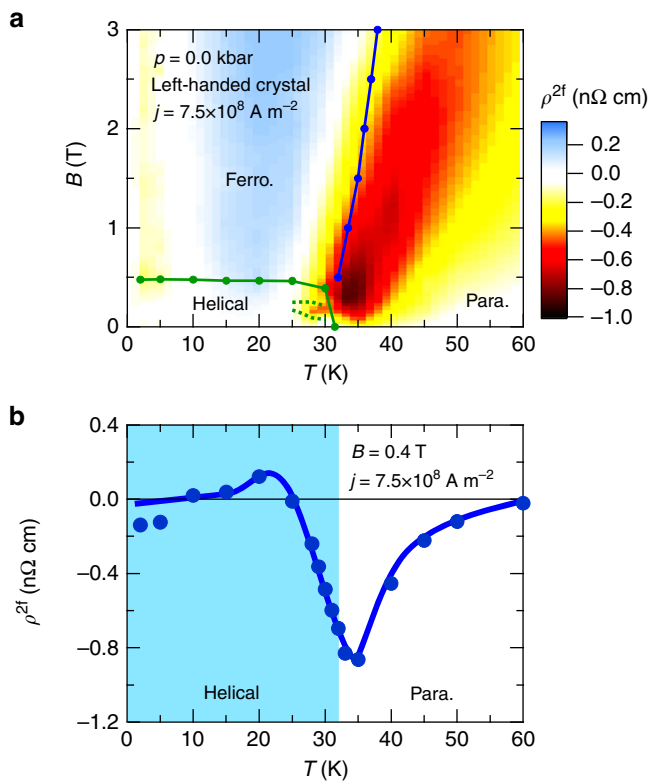 a
p = 0.0 kbar
Left-handed crystal
j = 7.5×10⁸ A m⁻²
Ferro.
Helical
Para.
B (T)
3
2
1
0
0 10 20 30 40 50 60
T (K)
ρ²ᶠ (nΩ cm)
0.2
0.0
−0.2
−0.4
−0.6
−0.8
−1.0
b
B = 0.4 T
j = 7.5×10⁸ A m⁻²
Helical
Para.
ρ²ᶠ (nΩ cm)
0.4
0.0
−0.4
−0.8
−1.2
0 10 20 30 40 50 60
T (K)